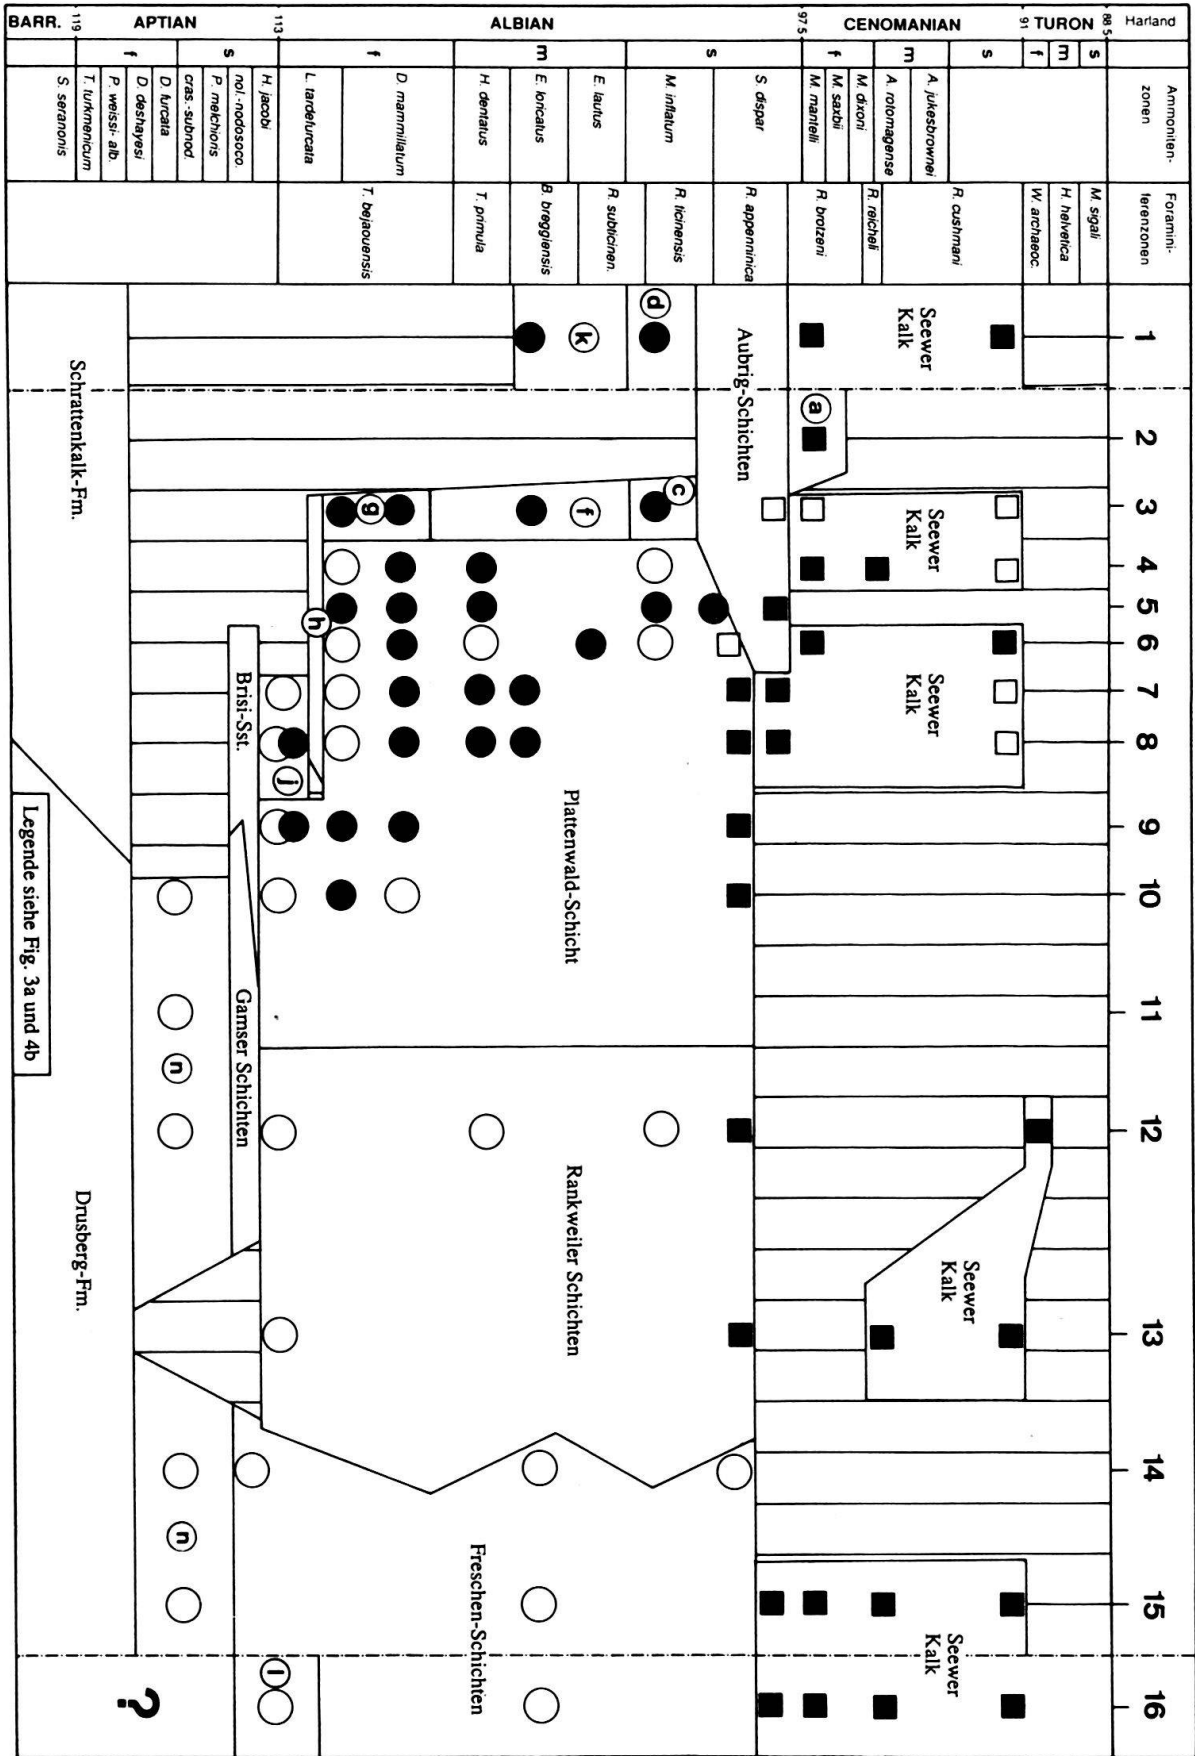 Harland
88.5
TURON
91
CENOMANIAN
97.5
ALBIAN
113
APTIAN
119
BARR.
s
m
f
s
m
f
s
m
f
s
f
Ammoniten-
zonen
A. jukesbrownei
A. rotomagense
M. dixoni
M. saxbii
M. mantelli
S. dispar
M. inflatum
E. lautus
E. loricatus
H. dentatus
D. mammillatum
L. tardefurcata
H. jacobi
nol.-nodosoco.
P. melchioris
cras.-subnod.
D. furcata
D. deshayesi
P. weissi- alb.
T. turkmenicum
S. seranonis
Foramini-
ferenzonen
M. sigali
H. helvetica
W. archaeoc.
R. cushmani
R. reicheli
R. brotzeni
R. appenninica
R. ticinensis
R. subticinen.
B. breggiensis
T. primula
T. bejaouensis
1
2
3
4
5
6
7
8
9
10
11
12
13
14
15
16
Seewer
Kalk
Seewer
Kalk
Seewer
Kalk
Seewer
Kalk
Seewer
Kalk
a
Aubrig-Schichten
d
k
c
f
g
h
j
Plattenwald-Schicht
Rankweiler Schichten
Freschen-Schichten
Brisi-Sst.
Gamser Schichten
l
n
n
?
Schrattenkalk-Fm.
Drusberg-Fm.
Legende siehe Fig. 3a und 4b